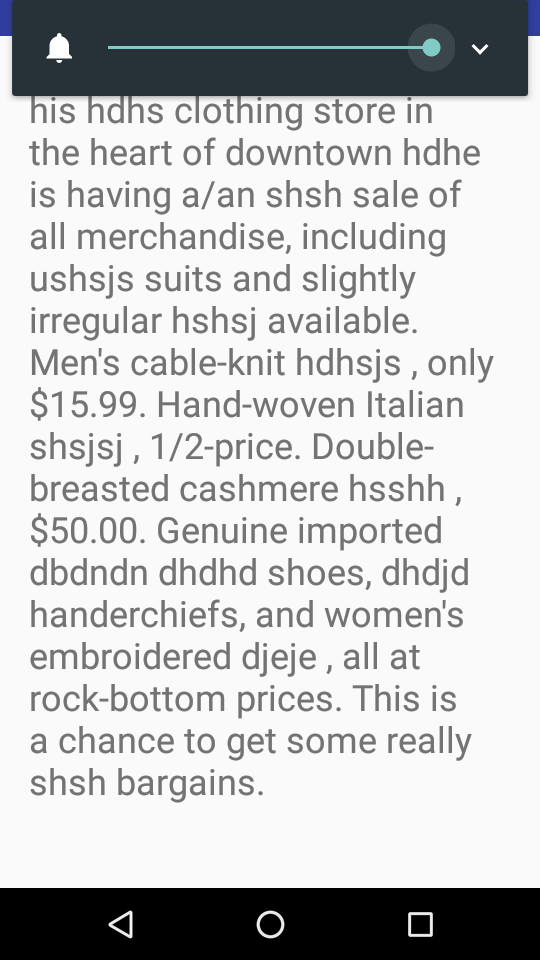 his hdhs clothing store in
the heart of downtown hdhe
is having a/an shsh sale of
all merchandise, including
ushsjs suits and slightly
irregular hshsj available.
Men's cable-knit hdhsjs , only
$15.99. Hand-woven Italian
shsjsj , 1/2-price. Double-
breasted cashmere hsshh ,
$50.00. Genuine imported
dbdndn dhdhd shoes, dhdjd
handerchiefs, and women's
embroidered djeje , all at
rock-bottom prices. This is
a chance to get some really
shsh bargains.